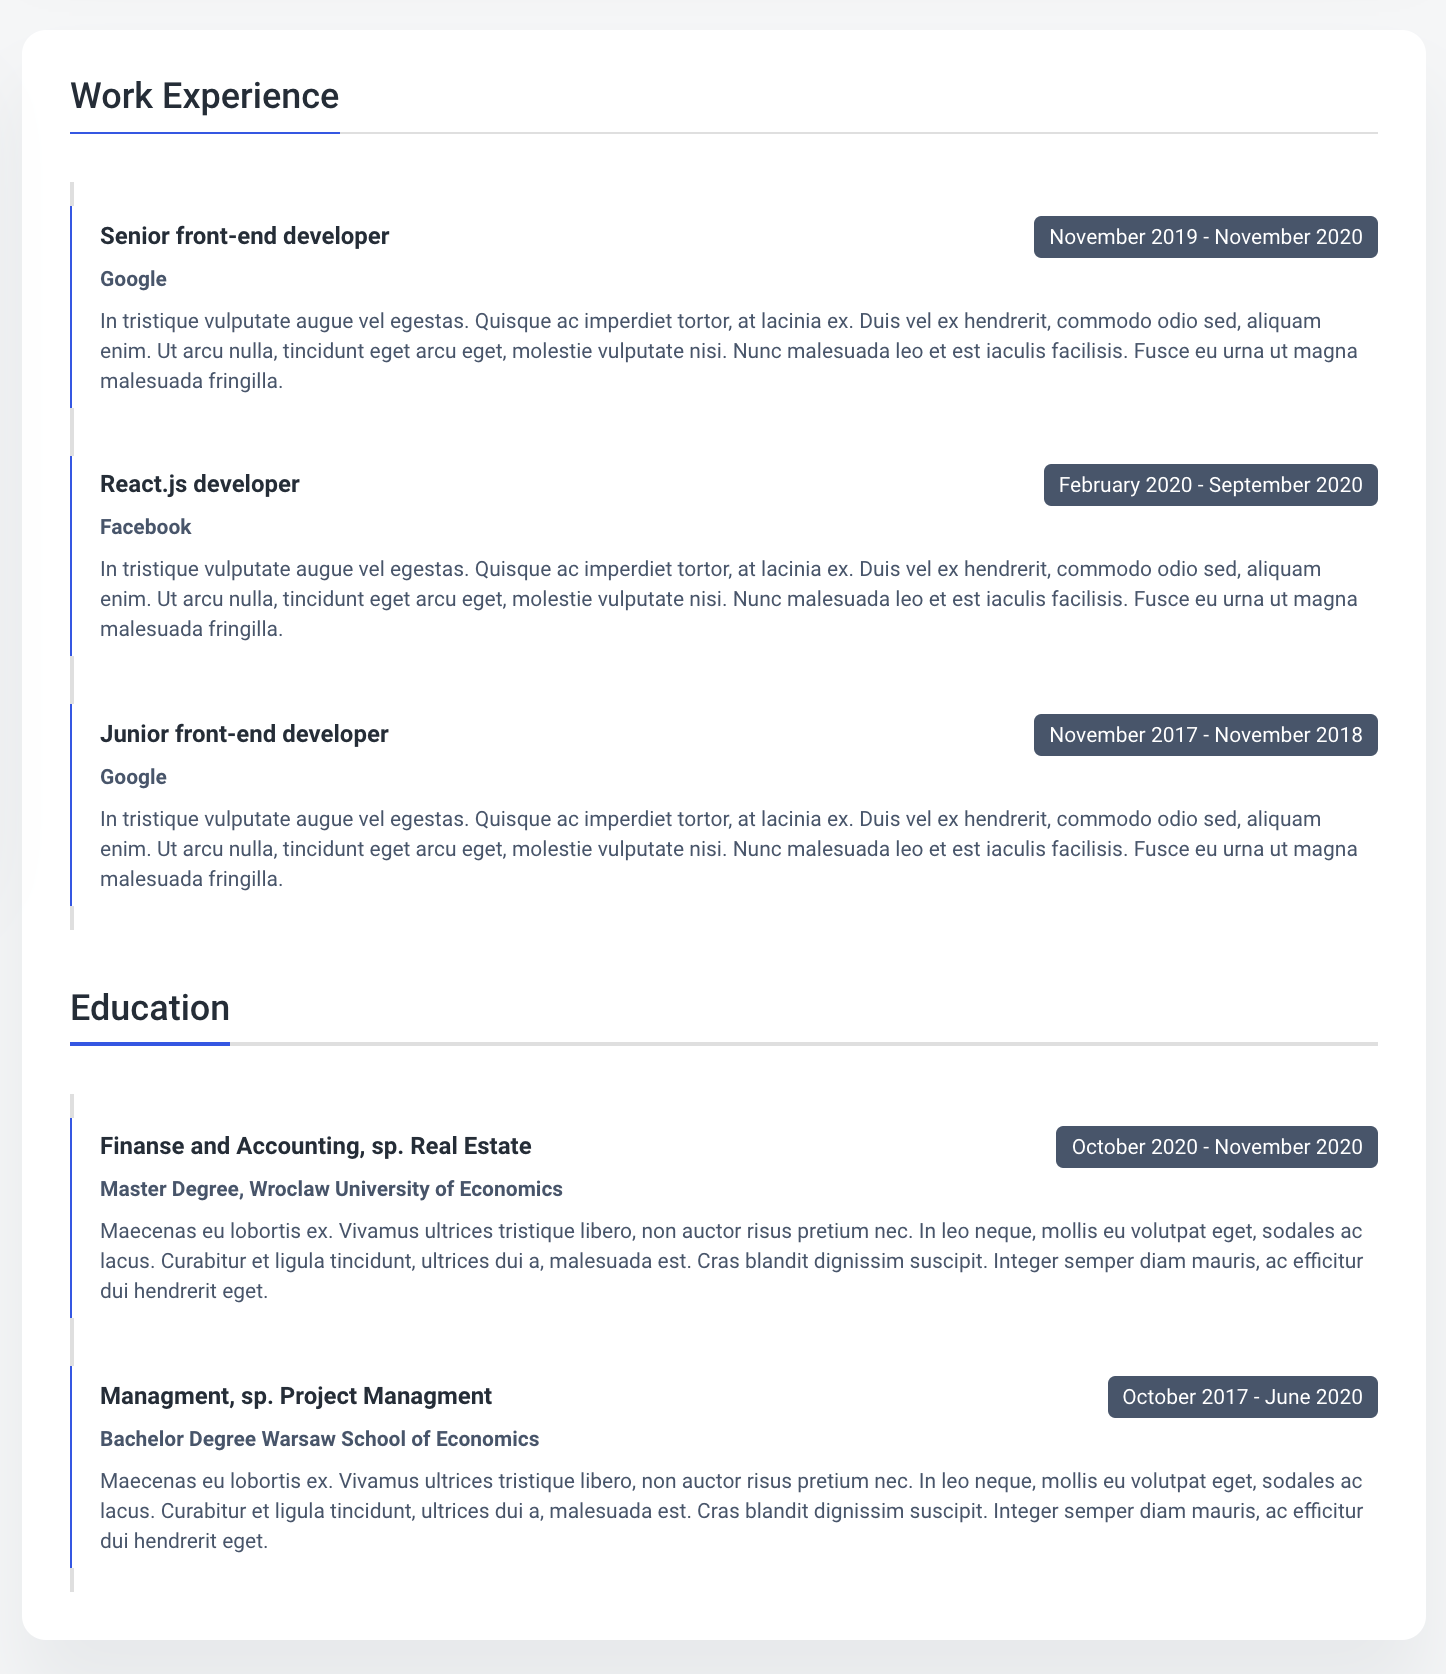 Work Experience
Senior front-end developer
November 2019 - November 2020
Google
In tristique vulputate augue vel egestas. Quisque ac imperdiet tortor, at lacinia ex. Duis vel ex hendrerit, commodo odio sed, aliquam
enim. Ut arcu nulla, tincidunt eget arcu eget, molestie vulputate nisi. Nunc malesuada leo et est iaculis facilisis. Fusce eu urna ut magna
malesuada fringilla.
React.js developer
February 2020 - September 2020
Facebook
In tristique vulputate augue vel egestas. Quisque ac imperdiet tortor, at lacinia ex. Duis vel ex hendrerit, commodo odio sed, aliquam
enim. Ut arcu nulla, tincidunt eget arcu eget, molestie vulputate nisi. Nunc malesuada leo et est iaculis facilisis. Fusce eu urna ut magna
malesuada fringilla.
Junior front-end developer
November 2017 - November 2018
Google
In tristique vulputate augue vel egestas. Quisque ac imperdiet tortor, at lacinia ex. Duis vel ex hendrerit, commodo odio sed, aliquam
enim. Ut arcu nulla, tincidunt eget arcu eget, molestie vulputate nisi. Nunc malesuada leo et est iaculis facilisis. Fusce eu urna ut magna
malesuada fringilla.
Education
Finanse and Accounting, sp. Real Estate
October 2020 - November 2020
Master Degree, Wroclaw University of Economics
Maecenas eu lobortis ex. Vivamus ultrices tristique libero, non auctor risus pretium nec. In leo neque, mollis eu volutpat eget, sodales ac
lacus. Curabitur et ligula tincidunt, ultrices dui a, malesuada est. Cras blandit dignissim suscipit. Integer semper diam mauris, ac efficitur
dui hendrerit eget.
Managment, sp. Project Managment
October 2017 - June 2020
Bachelor Degree Warsaw School of Economics
Maecenas eu lobortis ex. Vivamus ultrices tristique libero, non auctor risus pretium nec. In leo neque, mollis eu volutpat eget, sodales ac
lacus. Curabitur et ligula tincidunt, ultrices dui a, malesuada est. Cras blandit dignissim suscipit. Integer semper diam mauris, ac efficitur
dui hendrerit eget.